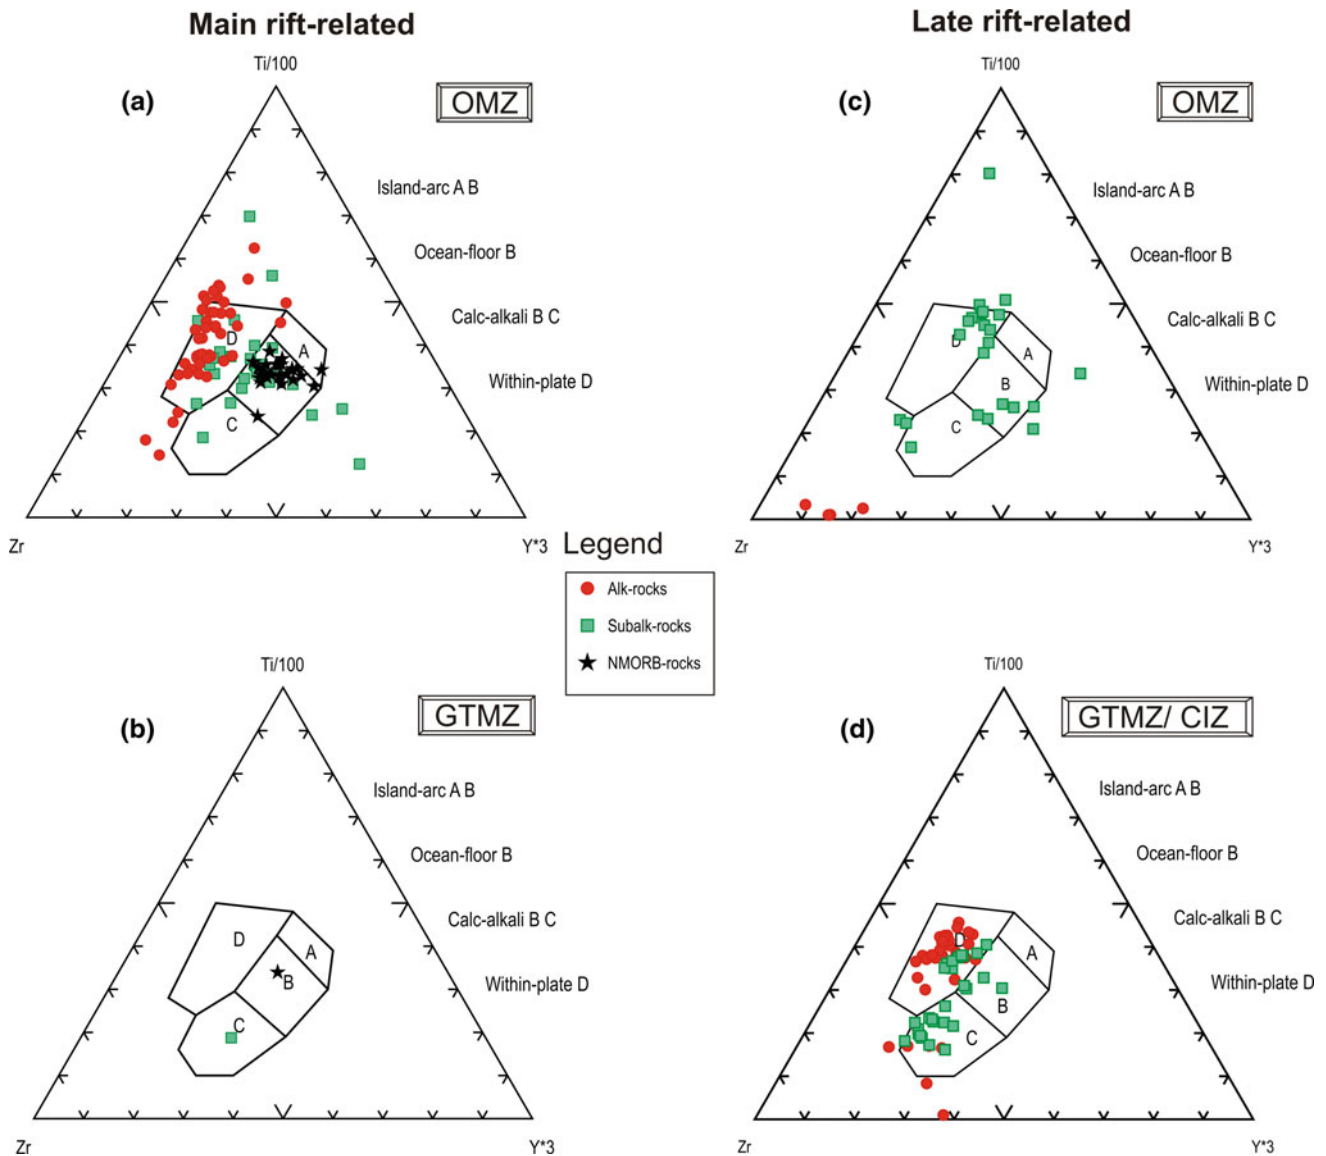 Main rift-related
Late rift-related
(a)
Ti/100
OMZ
Island-arc A B
Ocean-floor B
Calc-alkali B C
Within-plate D
D
A
C
Zr
Y*3
(c)
Ti/100
OMZ
Island-arc A B
Ocean-floor B
Calc-alkali B C
Within-plate D
D
A
B
C
Zr
Y*3
Legend
Alk-rocks
Subalk-rocks
NMORB-rocks
(b)
Ti/100
GTMZ
Island-arc A B
Ocean-floor B
Calc-alkali B C
Within-plate D
D
A
B
C
Zr
Y*3
(d)
Ti/100
GTMZ/ CIZ
Island-arc A B
Ocean-floor B
Calc-alkali B C
Within-plate D
D
A
B
C
Zr
Y*3